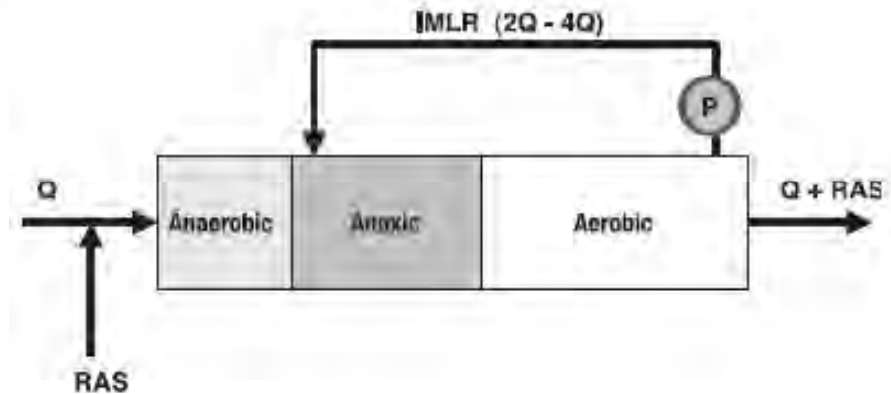 IMLR (2Q - 4Q)
P
Q
Anaerobic
Anoxic
Aerobic
Q + RAS
RAS